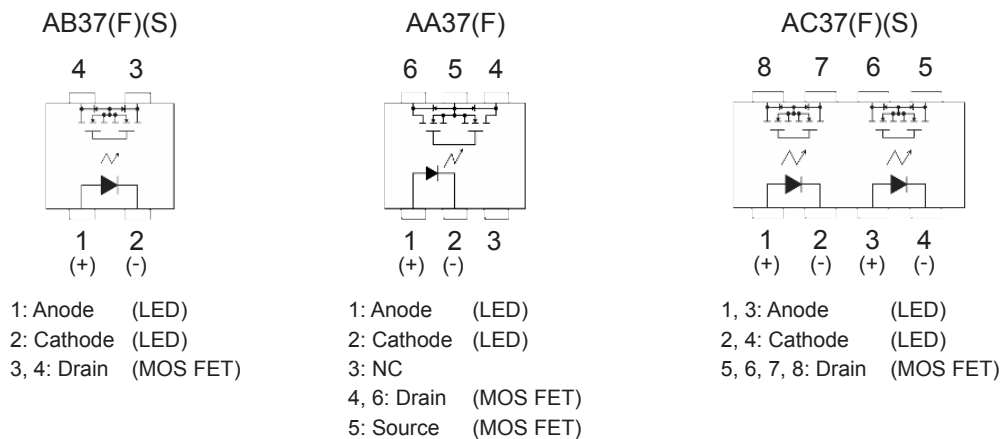 AB37(F)(S)
4 3
1 2
(+) (-)
1: Anode (LED)
2: Cathode (LED)
3, 4: Drain (MOS FET)
AA37(F)
6 5 4
1 2 3
(+) (-)
1: Anode (LED)
2: Cathode (LED)
3: NC
4, 6: Drain (MOS FET)
5: Source (MOS FET)
AC37(F)(S)
8 7 6 5
1 2 3 4
(+) (-) (+) (-)
1, 3: Anode (LED)
2, 4: Cathode (LED)
5, 6, 7, 8: Drain (MOS FET)